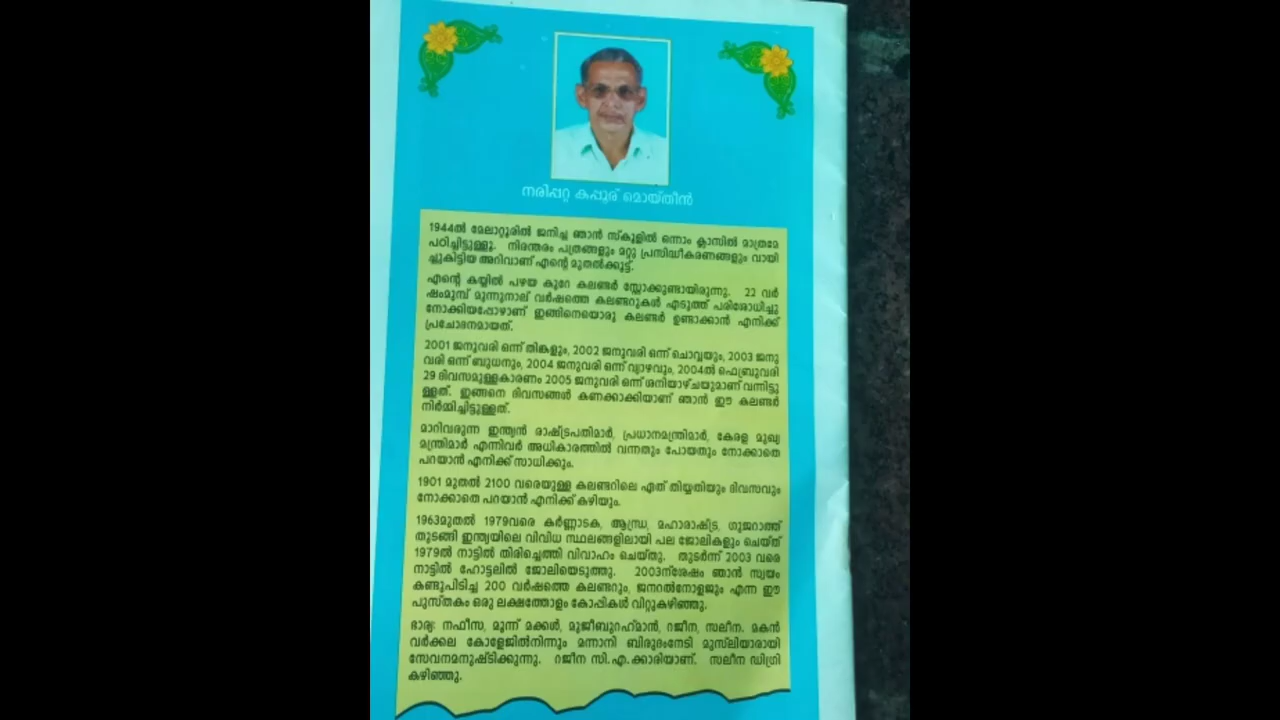 നരിപ്പറ്റ കപ്പൂര് മൊയ്തീൻ
1944ൽ മേലാറ്റൂരിൽ ജനിച്ച ഞാൻ സ്കൂളിൽ ഒന്നാം ക്ലാസിൽ മാത്രമേ
പഠിച്ചിട്ടുള്ളൂ. നിരന്തരം പത്രങ്ങളും മറ്റു പ്രസിദ്ധീകരണങ്ങളും വായി
ച്ചുകിട്ടിയ അറിവാണ് എന്റെ മുതൽക്കൂട്ട്.
എന്റെ കയ്യിൽ പഴയ കുറേ കലണ്ടർ സ്റ്റോക്കുണ്ടായിരുന്നു. 22 വർ
ഷംമുമ്പ് മൂന്നുനാല് വർഷത്തെ കലണ്ടറുകൾ എടുത്ത് പരിശോധിച്ചു
നോക്കിയപ്പോഴാണ് ഇങ്ങിനെയൊരു കലണ്ടർ ഉണ്ടാക്കാൻ എനിക്ക്
പ്രചോദനമായത്.
2001 ജനുവരി ഒന്ന് തിങ്കളും, 2002 ജനുവരി ഒന്ന് ചൊവ്വയും, 2003 ജനു
വരി ഒന്ന് ബുധനും, 2004 ജനുവരി ഒന്ന് വ്യാഴവും, 2004ൽ ഫെബ്രുവരി
29 ദിവസമുള്ളകാരണം 2005 ജനുവരി ഒന്ന് ശനിയാഴ്ചയുമാണ് വന്നിട്ടു
ള്ളത്. ഇങ്ങനെ ദിവസങ്ങൾ കണക്കാക്കിയാണ് ഞാൻ ഈ കലണ്ടർ
നിർമ്മിച്ചിട്ടുള്ളത്.
മാറിവരുന്ന ഇന്ത്യൻ രാഷ്ട്രപതിമാർ, പ്രധാനമന്ത്രിമാർ, കേരള മുഖ്യ
മന്ത്രിമാർ എന്നിവർ അധികാരത്തിൽ വന്നതും പോയതും നോക്കാതെ
പറയാൻ എനിക്ക് സാധിക്കും.
1901 മുതൽ 2100 വരെയുള്ള കലണ്ടറിലെ ഏത് തിയ്യതിയും ദിവസവും
നോക്കാതെ പറയാൻ എനിക്ക് കഴിയും.
1963മുതൽ 1979വരെ കർണ്ണാടക, ആന്ധ്ര, മഹാരാഷ്ട്ര, ഗുജറാത്ത്
തുടങ്ങി ഇന്ത്യയിലെ വിവിധ സ്ഥലങ്ങളിലായി പല ജോലികളും ചെയ്ത്
1979ൽ നാട്ടിൽ തിരിച്ചെത്തി വിവാഹം ചെയ്തു. തുടർന്ന് 2003 വരെ
നാട്ടിൽ ഹോട്ടലിൽ ജോലിയെടുത്തു. 2003ന്ശേഷം ഞാൻ സ്വയം
കണ്ടുപിടിച്ച 200 വർഷത്തെ കലണ്ടറും, ജനറൽനോളജും എന്ന ഈ
പുസ്തകം ഒരു ലക്ഷത്തോളം കോപ്പികൾ വിറ്റുകഴിഞ്ഞു.
ഭാര്യ: നഫീസ, മൂന്ന് മക്കൾ, മുജീബുറഹ്മാൻ, റജീന, സലീന. മകൻ
വർക്കല കോളേജിൽനിന്നും മന്നാനി ബിരുദംനേടി മുസ്ലിയാരായി
സേവനമനുഷ്ടിക്കുന്നു. റജീന സി.എ.ക്കാരിയാണ്. സലീന ഡിഗ്രി
കഴിഞ്ഞു.